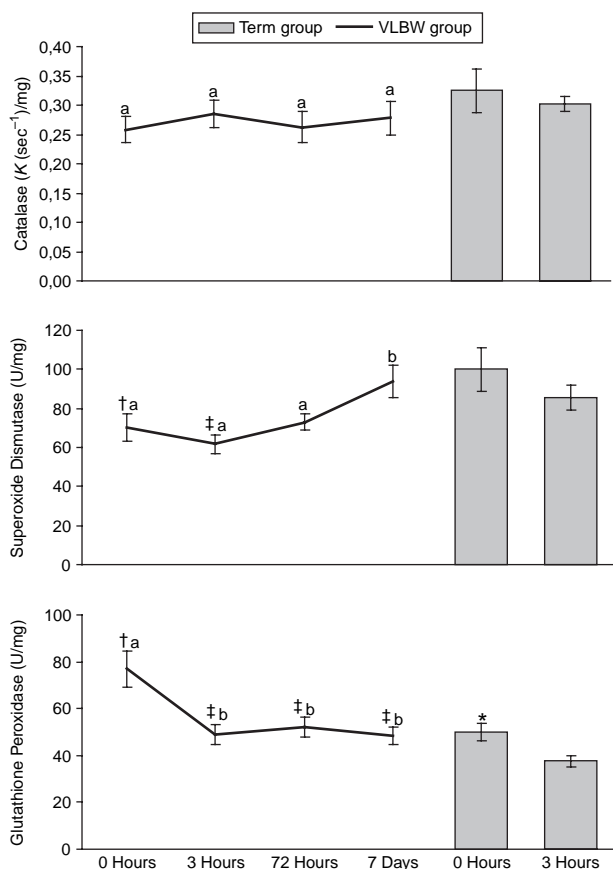 Term group VLBW group
Catalase (K (sec−1)/mg)
0,40
0,35
0,30
0,25
0,20
0,15
0,10
0,05
0,00
a a a a
Superoxide Dismutase (U/mg)
120
100
80
60
40
20
0
†a ‡a a b
Glutathione Peroxidase (U/mg)
100
80
60
40
20
0
†a ‡b ‡b ‡b *
0 Hours 3 Hours 72 Hours 7 Days 0 Hours 3 Hours